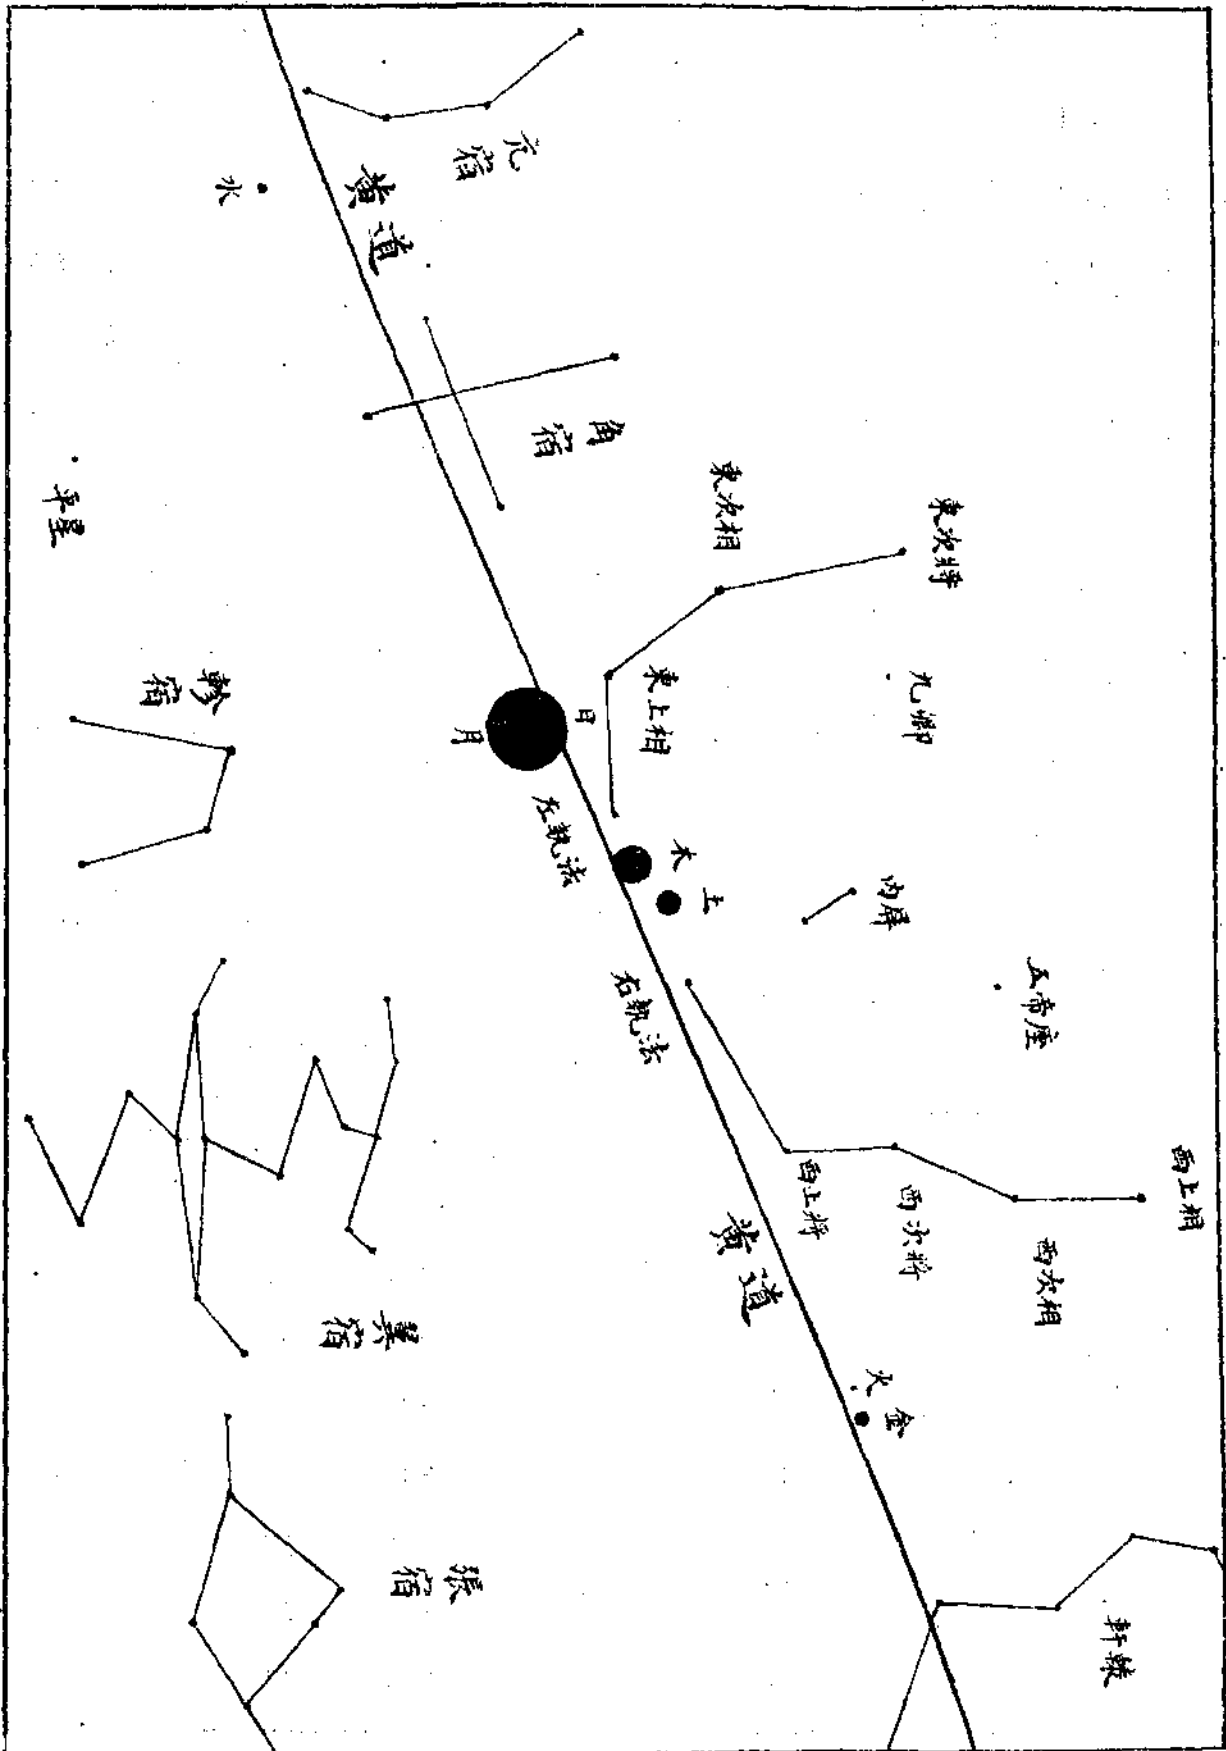 亢宿
黃道
水
角宿
平星
東次相
東次將
軫宿
東上相
九卿
日
月
左執法
木
土
內屏
右執法
五帝座
西上將
西次將
西次相
西上相
黃道
翼宿
火
金
張宿
軒轅